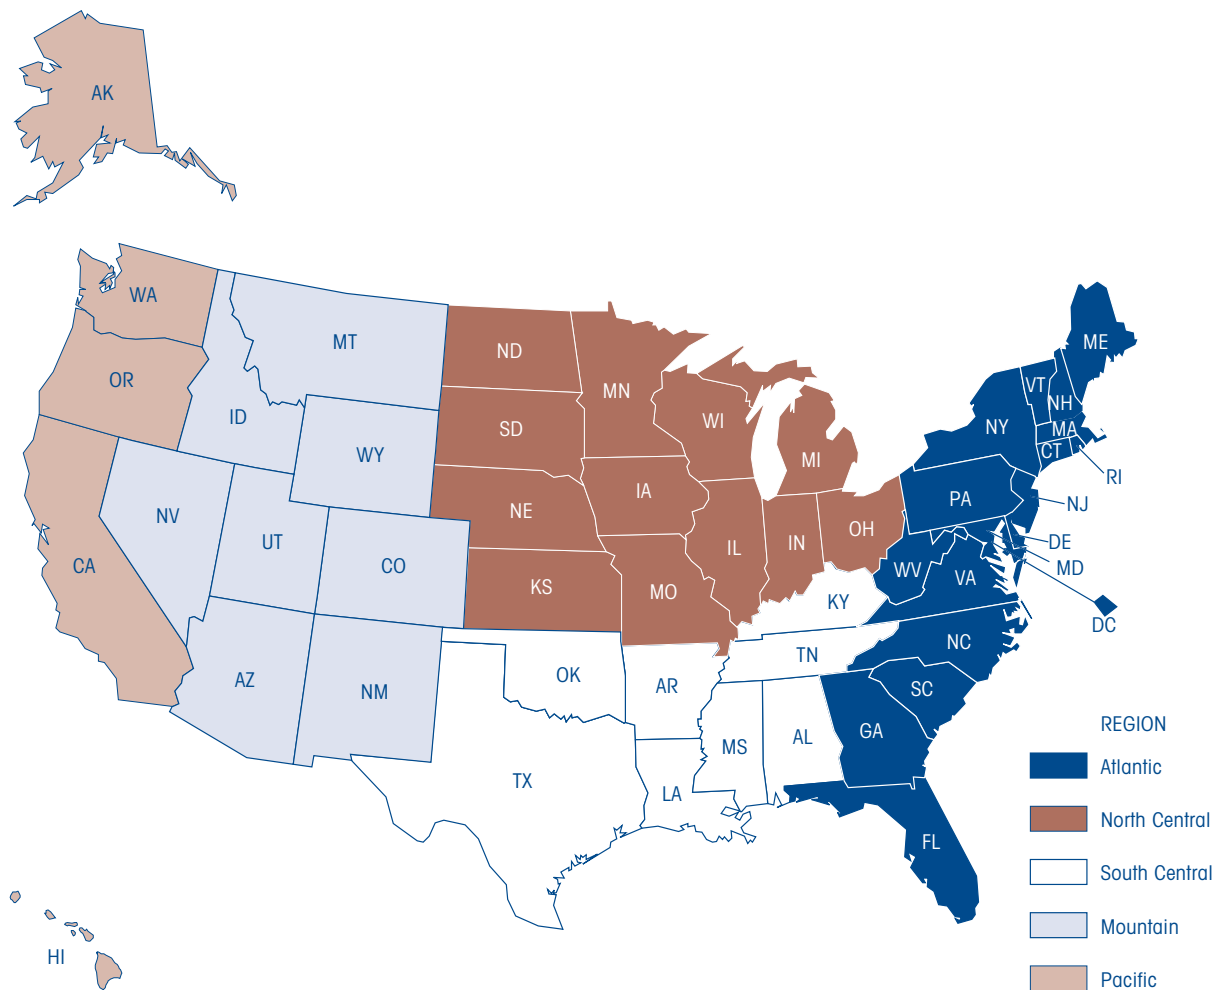 AK
WA
MT
ND
ME
OR
MN
VT
NH
ID
SD
WI
NY
MA
WY
MI
CT
RI
IA
PA
NV
NE
NJ
UT
OH
IL
IN
DE
CO
CA
KS
MO
WV
VA
MD
KY
DC
NC
TN
AZ
OK
AR
NM
SC
MS
AL
GA
TX
LA
FL
HI
REGION
Atlantic
North Central
South Central
Mountain
Pacific